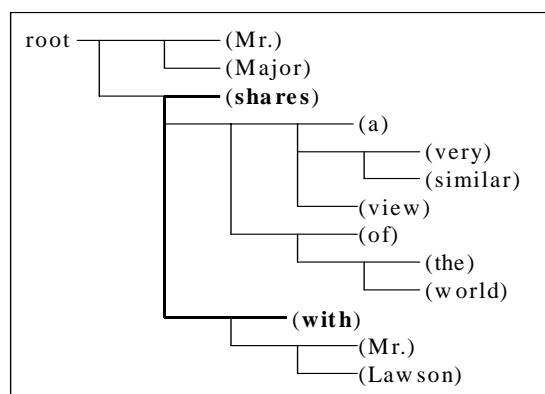 root (Mr.)
(Major)
(shares)
(a)
(very)
(similar)
(view)
(of)
(the)
(world)
(with)
(Mr.)
(Lawson)